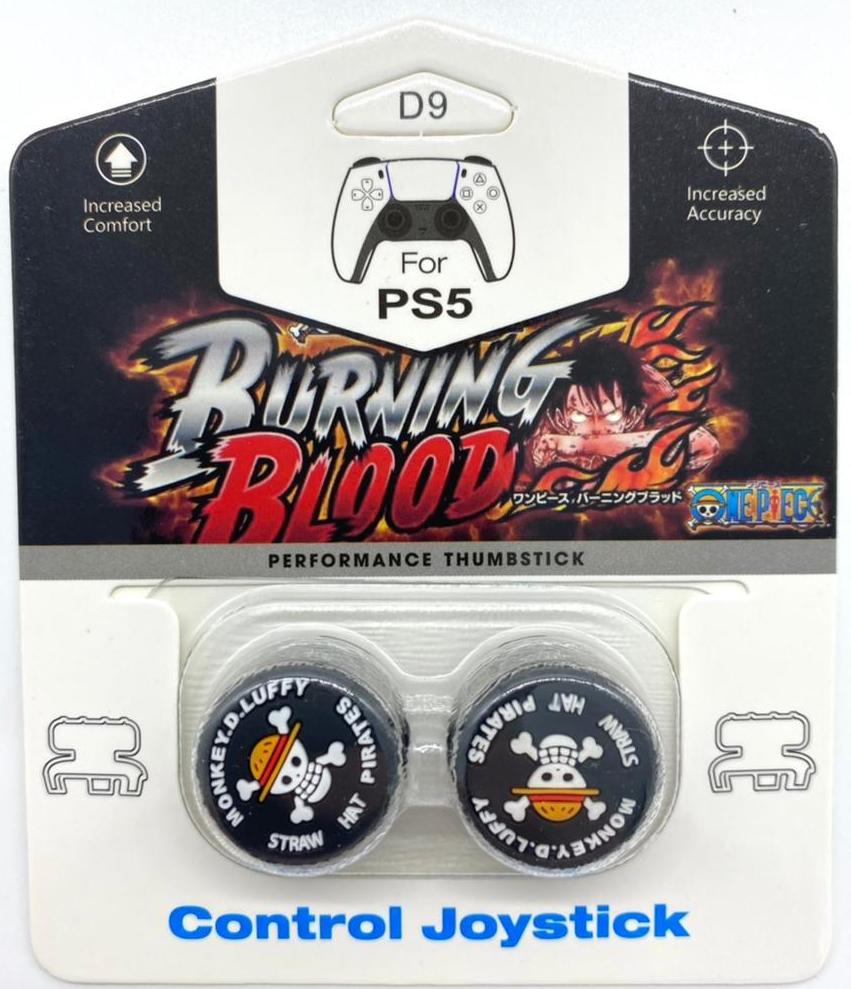 D9
Increased
Comfort
Increased
Accuracy
For
PS5
BURNING
BLOOD
ワンピース バーニングブラッド
ONE PIECE
PERFORMANCE THUMBSTICK
MONKEY.D.LUFFY
STRAW HAT PIRATES
MONKEY.D.LUFFY
STRAW HAT PIRATES
Control Joystick